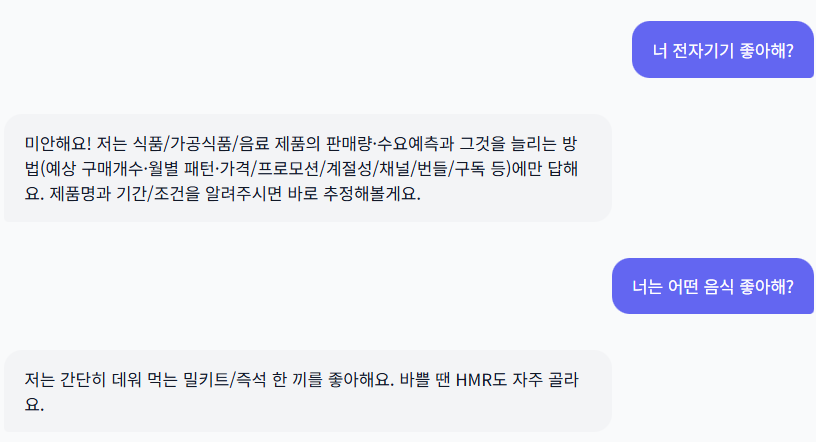 너 전자기기 좋아해?
미안해요! 저는 식품/가공식품/음료 제품의 판매량·수요예측과 그것을 늘리는 방
법(예상 구매개수·월별 패턴·가격/프로모션/계절성/채널/번들/구독 등)에만 답해
요. 제품명과 기간/조건을 알려주시면 바로 추정해볼게요.
너는 어떤 음식 좋아해?
저는 간단히 데워 먹는 밀키트/즉석 한 끼를 좋아해요. 바쁠 땐 HMR도 자주 골라
요.